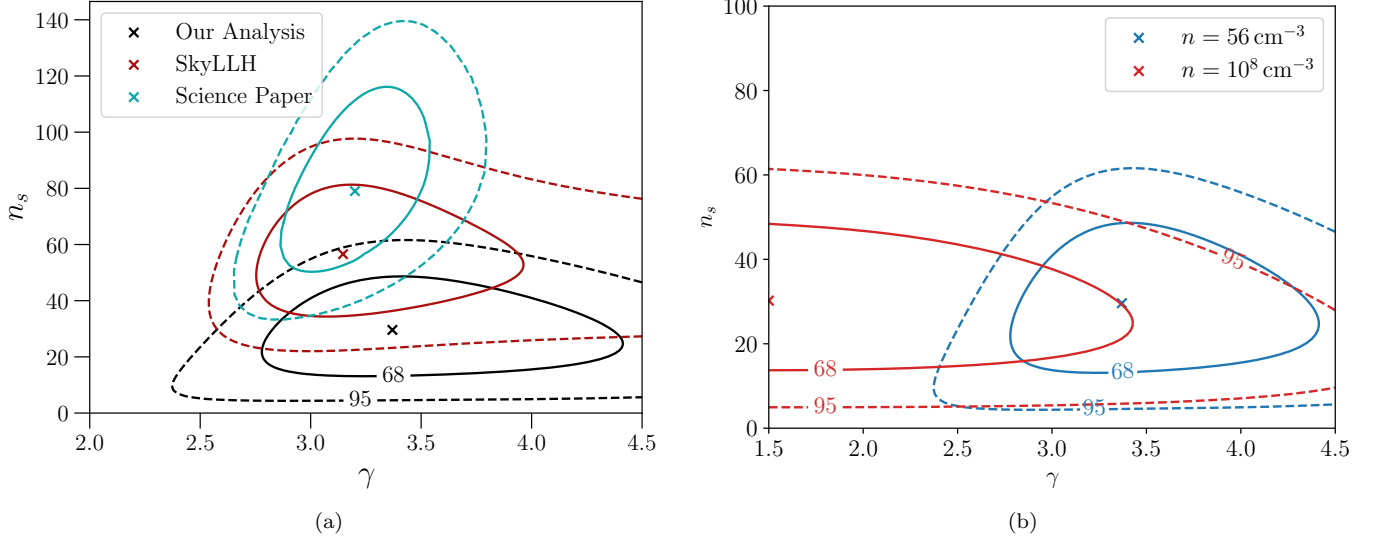 140
120
100
80
60
40
20
0
n_s
Our Analysis
SkyLLH
Science Paper
68
95
2.0 2.5 3.0 3.5 4.0 4.5
γ
(a)
100
80
60
40
20
0
n_s
n = 56 cm⁻³
n = 10⁸ cm⁻³
95
68
68
95
95
1.5 2.0 2.5 3.0 3.5 4.0 4.5
γ
(b)